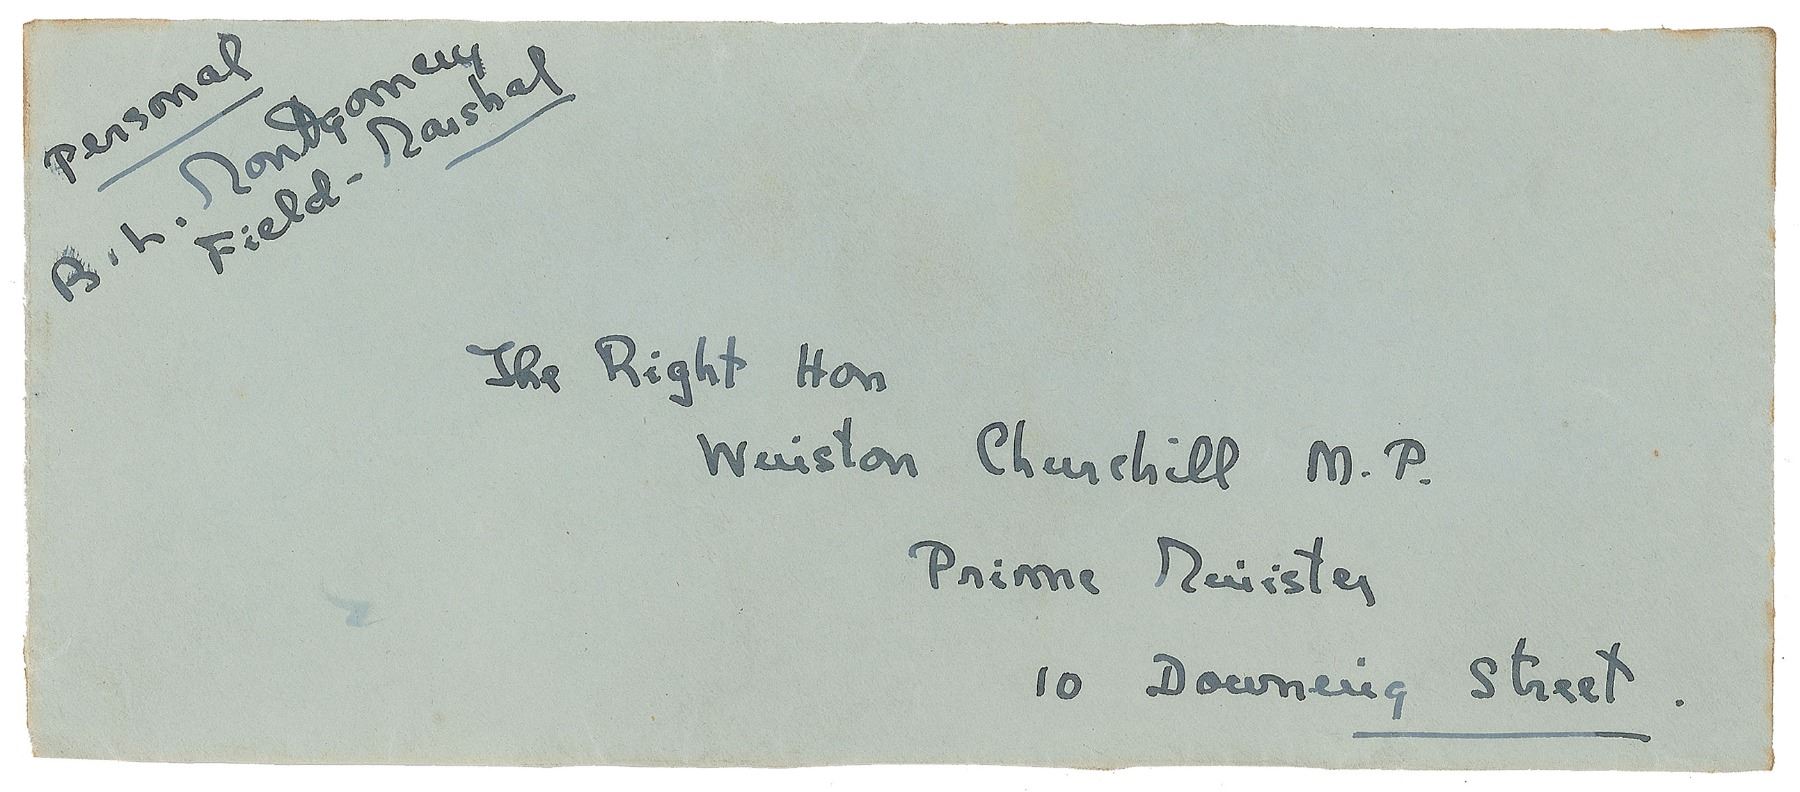 Personal
B. L. Montgomery
Field-Marshal
The Right Hon
Winston Churchill M.P.
Prime Minister
10 Downing Street.